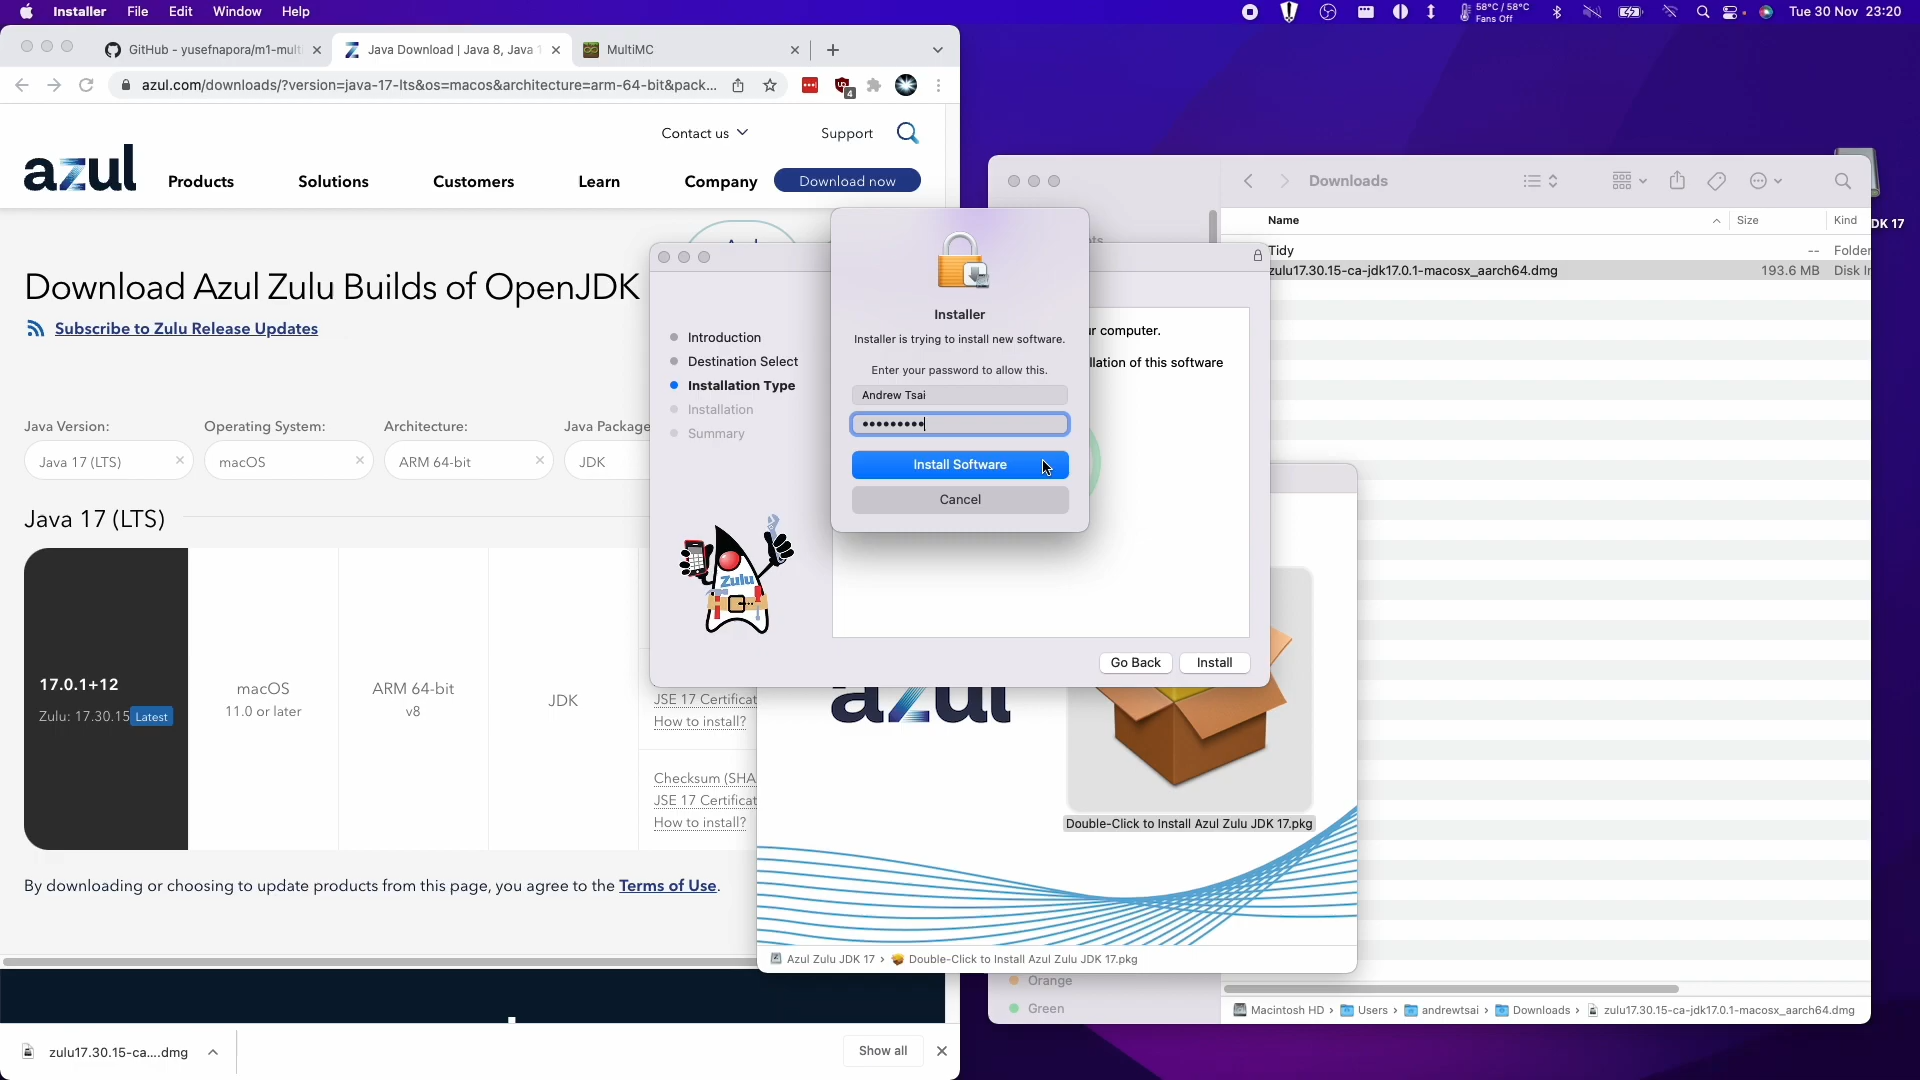 Installer File Edit Window Help
58°C / 58°C
Fans Off
Tue 30 Nov 23:20
GitHub - yusefnapora/m1-mult
Java Download | Java 8, Java 1
MultiMC
azul.com/downloads/?version=java-17-lts&os=macos&architecture=arm-64-bit&pack...
4
Contact us
Support
azul
Products
Solutions
Customers
Learn
Company
Download now
Download Azul Zulu Builds of OpenJDK
Subscribe to Zulu Release Updates
Java Version:
Operating System:
Architecture:
Java Package
Java 17 (LTS)
macOS
ARM 64-bit
JDK
Java 17 (LTS)
17.0.1+12
Zulu: 17.30.15
Latest
macOS
11.0 or later
ARM 64-bit
v8
JDK
JSE 17 Certificat
How to install?
Checksum (SHA
JSE 17 Certificat
How to install?
By downloading or choosing to update products from this page, you agree to the Terms of Use.
zulu17.30.15-ca....dmg
Show all
Introduction
Destination Select
Installation Type
Installation
Summary
Zulu
r computer.
llation of this software
Go Back
Install
Installer
Installer is trying to install new software.
Enter your password to allow this.
Andrew Tsai
•••••••••
Install Software
Cancel
azul
Double-Click to Install Azul Zulu JDK 17.pkg
Azul Zulu JDK 17 › Double-Click to Install Azul Zulu JDK 17.pkg
Downloads
Name
Size
Kind
Tidy
--
Folder
zulu17.30.15-ca-jdk17.0.1-macosx_aarch64.dmg
193.6 MB
Disk I
Orange
Green
Macintosh HD › Users › andrewtsai › Downloads › zulu17.30.15-ca-jdk17.0.1-macosx_aarch64.dmg
DK 17